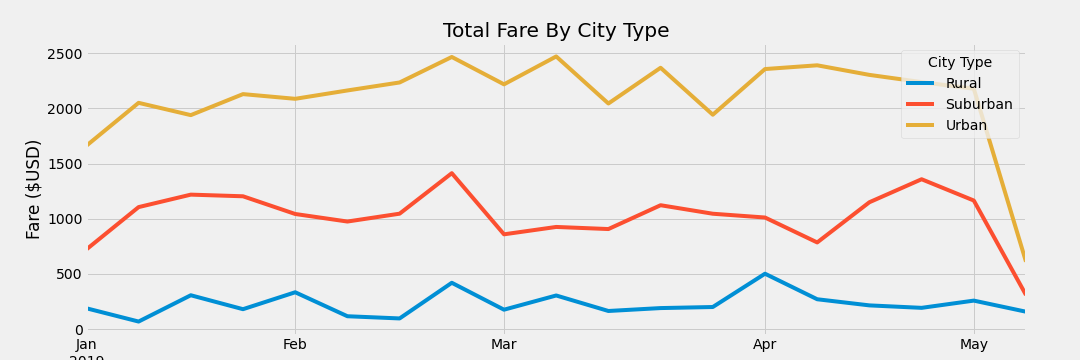 Total Fare By City Type
2500
2000
1500
1000
500
0
Fare ($USD)
City Type
Rural
Suburban
Urban
Jan
Feb
Mar
Apr
May
2019